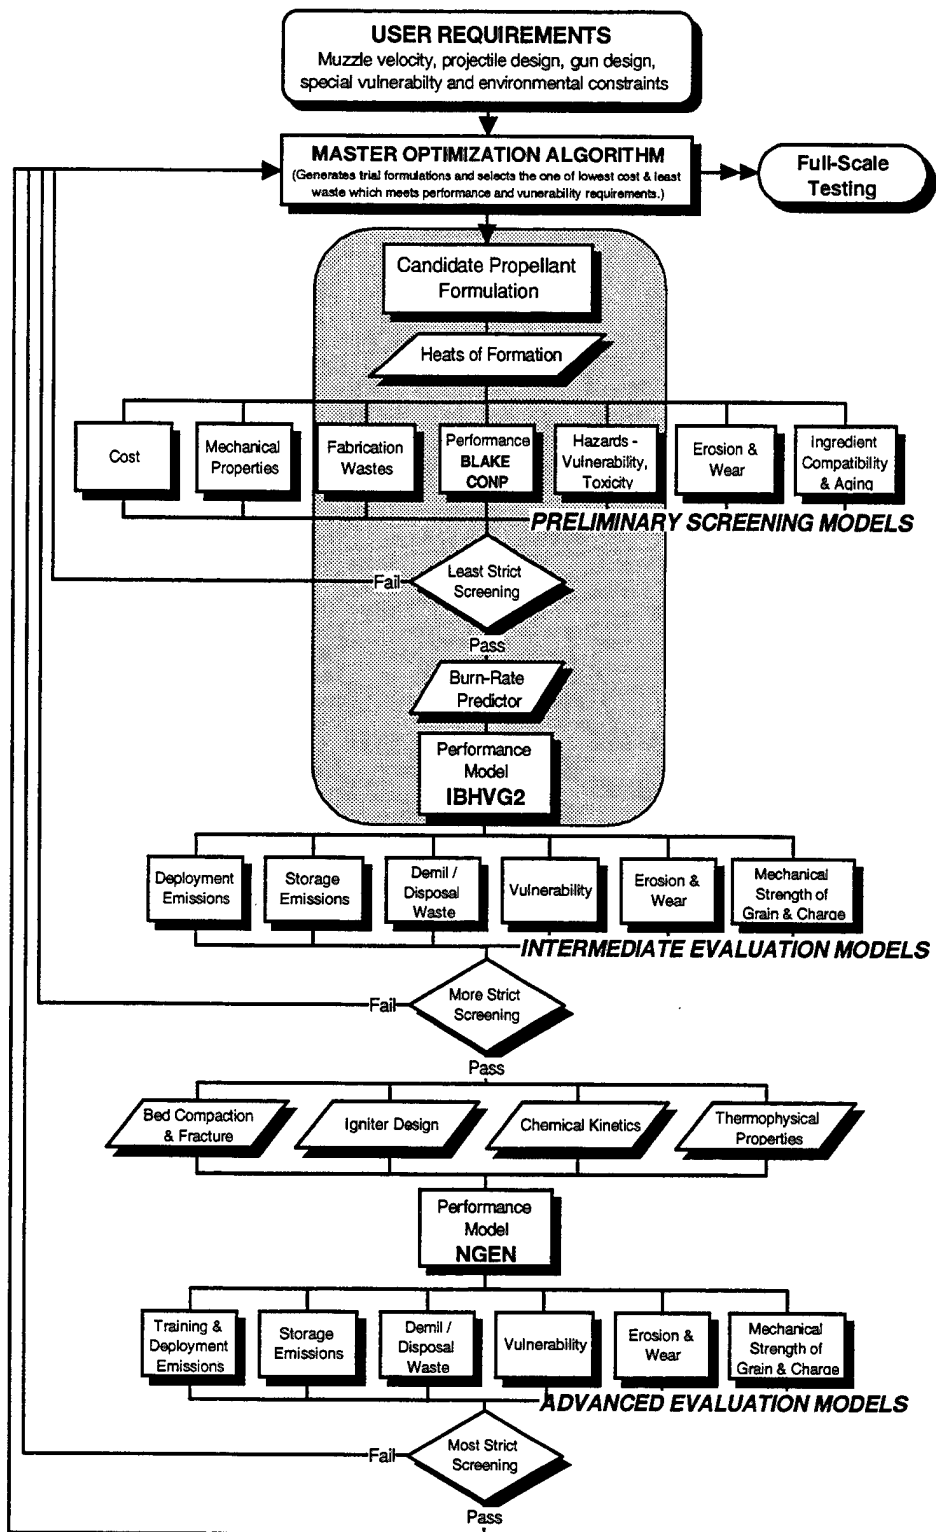 USER REQUIREMENTS
Muzzle velocity, projectile design, gun design,
special vulnerabilty and environmental constraints
MASTER OPTIMIZATION ALGORITHM
(Generates trial formulations and selects the one of lowest cost & least
waste which meets performance and vunerability requirements.)
Full-Scale
Testing
Candidate Propellant
Formulation
Heats of Formation
Cost
Mechanical
Properties
Fabrication
Wastes
Performance
BLAKE
CONP
Hazards -
Vulnerability,
Toxicity
Erosion &
Wear
Ingredient
Compatibility
& Aging
PRELIMINARY SCREENING MODELS
Fail
Least Strict
Screening
Pass
Burn-Rate
Predictor
Performance
Model
IBHVG2
Deployment
Emissions
Storage
Emissions
Demil /
Disposal
Waste
Vulnerability
Erosion &
Wear
Mechanical
Strength of
Grain & Charge
INTERMEDIATE EVALUATION MODELS
Fail
More Strict
Screening
Pass
Bed Compaction
& Fracture
Igniter Design
Chemical Kinetics
Thermophysical
Properties
Performance
Model
NGEN
Training &
Deployment
Emissions
Storage
Emissions
Demil /
Disposal
Waste
Vulnerability
Erosion &
Wear
Mechanical
Strength of
Grain & Charge
ADVANCED EVALUATION MODELS
Fail
Most Strict
Screening
Pass